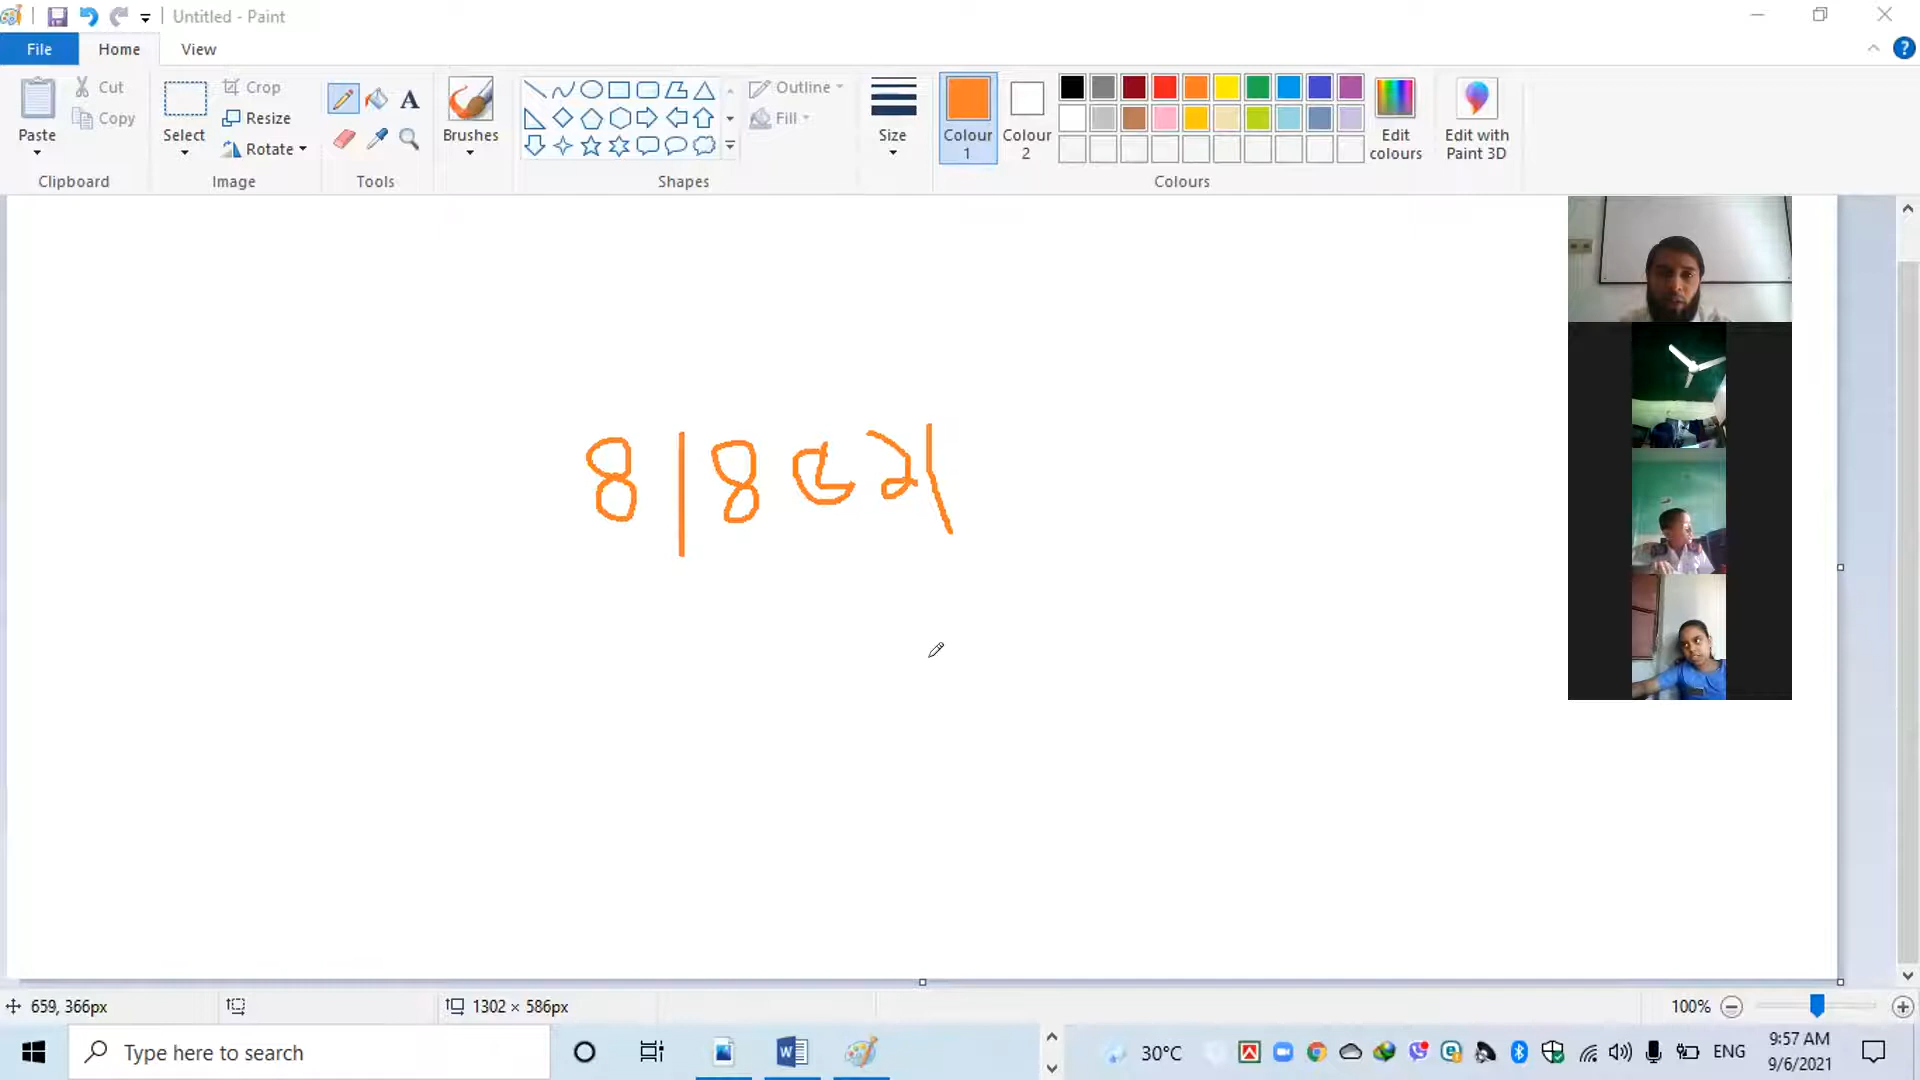 Untitled - Paint
File Home View
Paste Cut Copy Select Crop Resize Rotate Brushes Outline Fill Size Colour 1 Colour 2 Edit colours Edit with Paint 3D
Clipboard Image Tools Shapes Colours
৪|৪৫২|
659, 366px 1302 × 586px 100%
Type here to search 30°C ENG 9:57 AM 9/6/2021